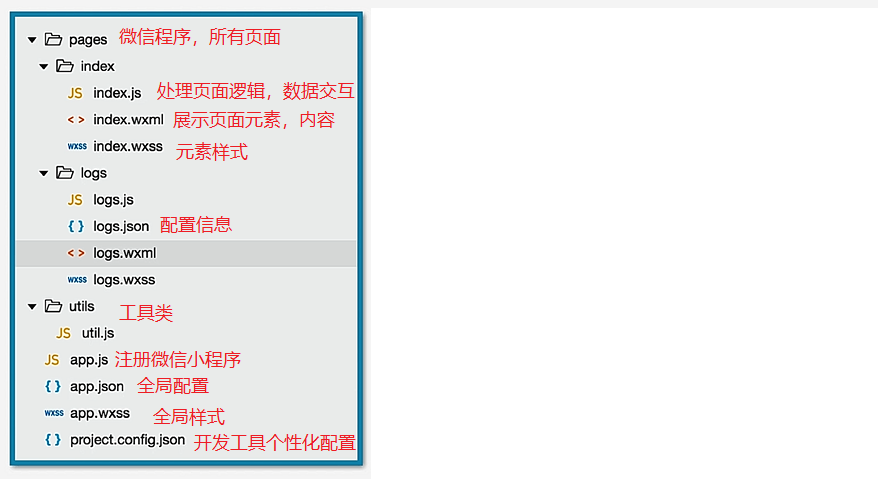 pages 微信程序，所有页面
index
JS index.js 处理页面逻辑，数据交互
< > index.wxml 展示页面元素，内容
wxss index.wxss 元素样式
logs
JS logs.js
{ } logs.json 配置信息
< > logs.wxml
wxss logs.wxss
utils 工具类
JS util.js
JS app.js 注册微信小程序
{ } app.json 全局配置
wxss app.wxss 全局样式
{ } project.config.json 开发工具个性化配置